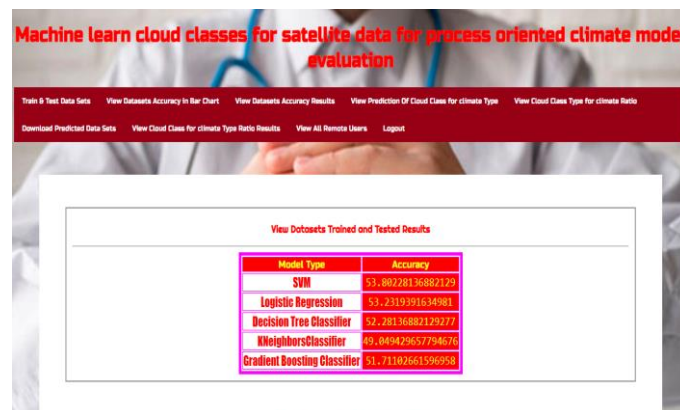 Machine learn cloud classes for satellite data for process oriented climate mode
evaluation
Train & Test Data Sets View Datasets Accuracy in Bar Chart View Datasets Accuracy Results View Prediction Of Cloud Class for climate Type View Cloud Class Type for climate Ratio
Download Predicted Data Sets View Cloud Class for climate Type Ratio Results View All Remote Users Logout
View Datasets Trained and Tested Results
Model Type Accuracy
SVM 53.80228136882129
Logistic Regression 53.2319391634981
Decision Tree Classifier 52.28136882129277
KNeighborsClassifier 49.049429657794676
Gradient Boosting Classifier 51.71102661596958